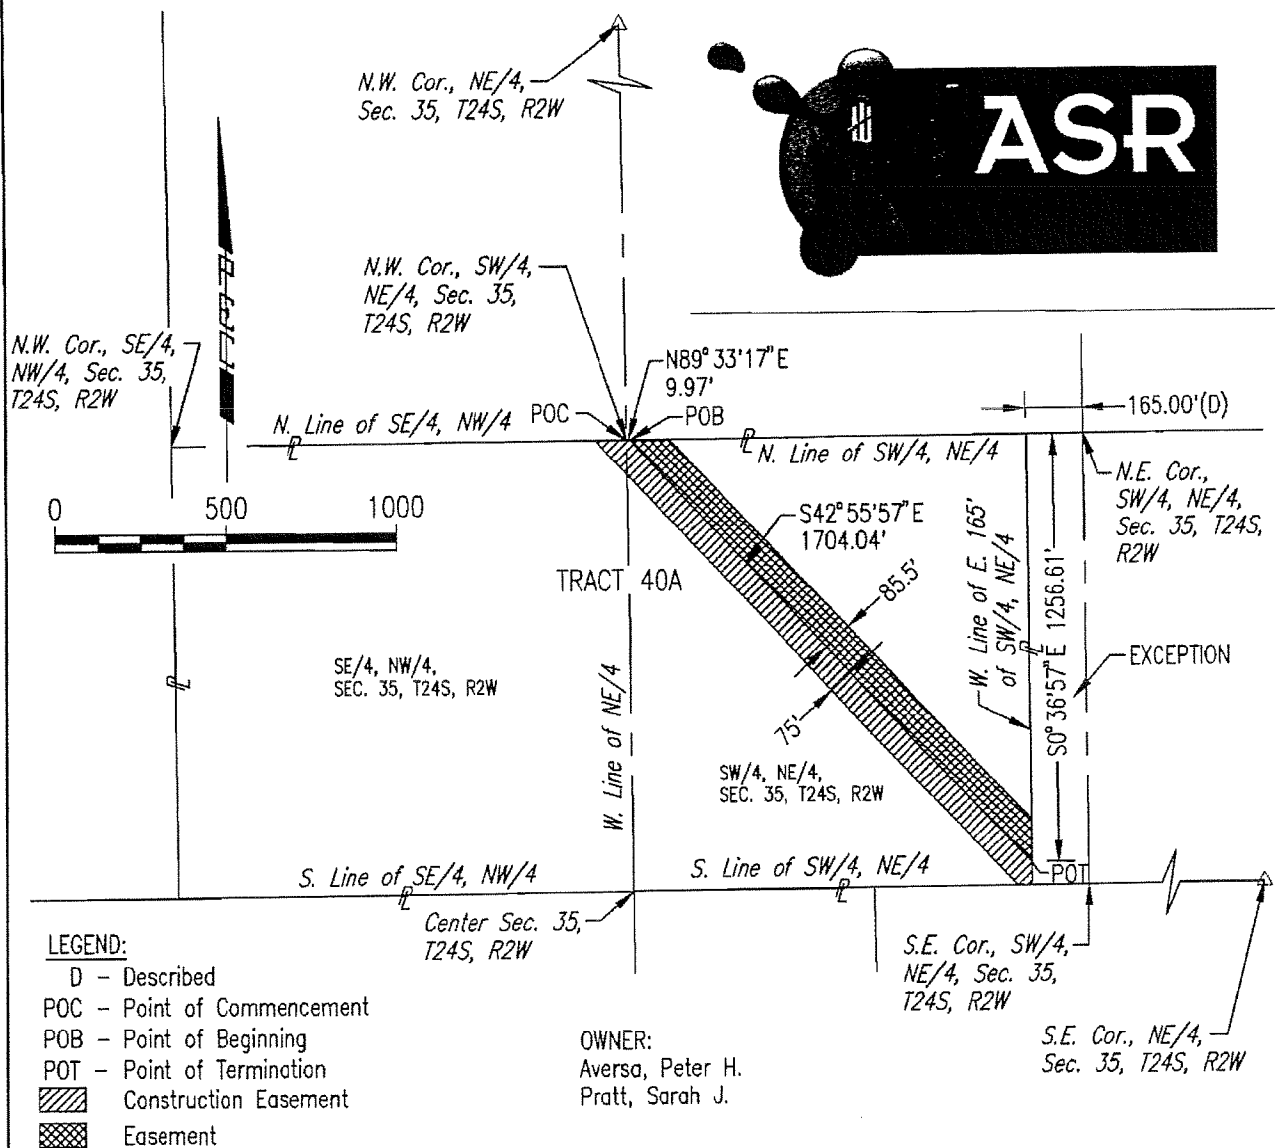 N.W. Cor., NE/4,
Sec. 35, T24S, R2W
ASR
N.W. Cor., SW/4,
NE/4, Sec. 35,
T24S, R2W
N.W. Cor., SE/4,
NW/4, Sec. 35,
T24S, R2W
N89°33'17"E
9.97'
POC
POB
165.00'(D)
N. Line of SE/4, NW/4
N. Line of SW/4, NE/4
N.E. Cor.,
SW/4, NE/4,
Sec. 35, T24S,
R2W
0 500 1000
S42°55'57"E
1704.04'
TRACT 40A
85.5'
75'
W. Line of E. 165'
of SW/4, NE/4
S0°36'57"E 1256.61'
EXCEPTION
SE/4, NW/4,
SEC. 35, T24S, R2W
W. Line of NE/4
SW/4, NE/4,
SEC. 35, T24S, R2W
POT
S. Line of SE/4, NW/4
S. Line of SW/4, NE/4
Center Sec. 35,
T24S, R2W
S.E. Cor., SW/4,
NE/4, Sec. 35,
T24S, R2W
S.E. Cor., NE/4,
Sec. 35, T24S, R2W
LEGEND:
D - Described
POC - Point of Commencement
POB - Point of Beginning
POT - Point of Termination
Construction Easement
Easement
OWNER:
Aversa, Peter H.
Pratt, Sarah J.